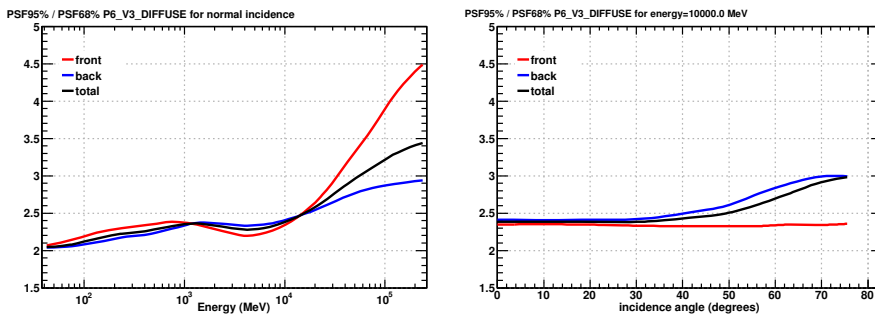 PSF95% / PSF68% P6_V3_DIFFUSE for normal incidence
5
4.5
4
3.5
3
2.5
2
1.5
front
back
total
10² 10³ 10⁴ 10⁵
Energy (MeV)
PSF95% / PSF68% P6_V3_DIFFUSE for energy=10000.0 MeV
5
4.5
4
3.5
3
2.5
2
1.5
front
back
total
0 10 20 30 40 50 60 70 80
incidence angle (degrees)